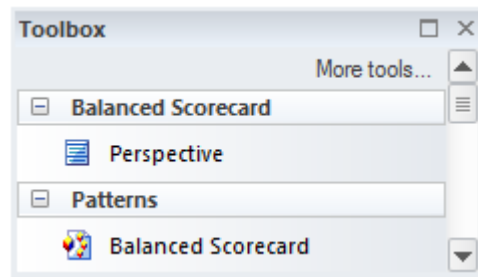 Toolbox
More tools...
Balanced Scorecard
Perspective
Patterns
Balanced Scorecard